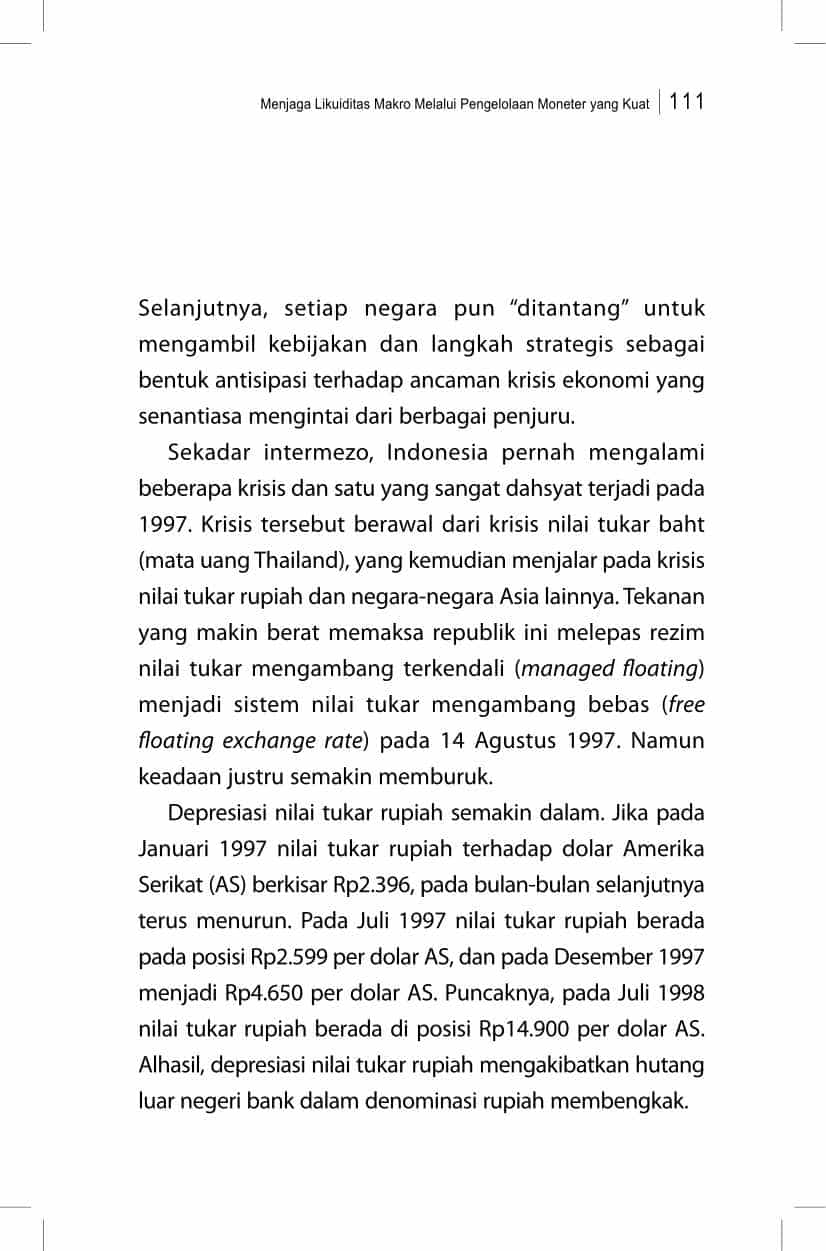 Menjaga Likuiditas Makro Melalui Pengelolaan Moneter yang Kuat 111
Selanjutnya, setiap negara pun “ditantang” untuk
mengambil kebijakan dan langkah strategis sebagai
bentuk antisipasi terhadap ancaman krisis ekonomi yang
senantiasa mengintai dari berbagai penjuru.
Sekadar intermezo, Indonesia pernah mengalami
beberapa krisis dan satu yang sangat dahsyat terjadi pada
1997. Krisis tersebut berawal dari krisis nilai tukar baht
(mata uang Thailand), yang kemudian menjalar pada krisis
nilai tukar rupiah dan negara-negara Asia lainnya. Tekanan
yang makin berat memaksa republik ini melepas rezim
nilai tukar mengambang terkendali (managed floating)
menjadi sistem nilai tukar mengambang bebas (free
floating exchange rate) pada 14 Agustus 1997. Namun
keadaan justru semakin memburuk.
Depresiasi nilai tukar rupiah semakin dalam. Jika pada
Januari 1997 nilai tukar rupiah terhadap dolar Amerika
Serikat (AS) berkisar Rp2.396, pada bulan-bulan selanjutnya
terus menurun. Pada Juli 1997 nilai tukar rupiah berada
pada posisi Rp2.599 per dolar AS, dan pada Desember 1997
menjadi Rp4.650 per dolar AS. Puncaknya, pada Juli 1998
nilai tukar rupiah berada di posisi Rp14.900 per dolar AS.
Alhasil, depresiasi nilai tukar rupiah mengakibatkan hutang
luar negeri bank dalam denominasi rupiah membengkak.